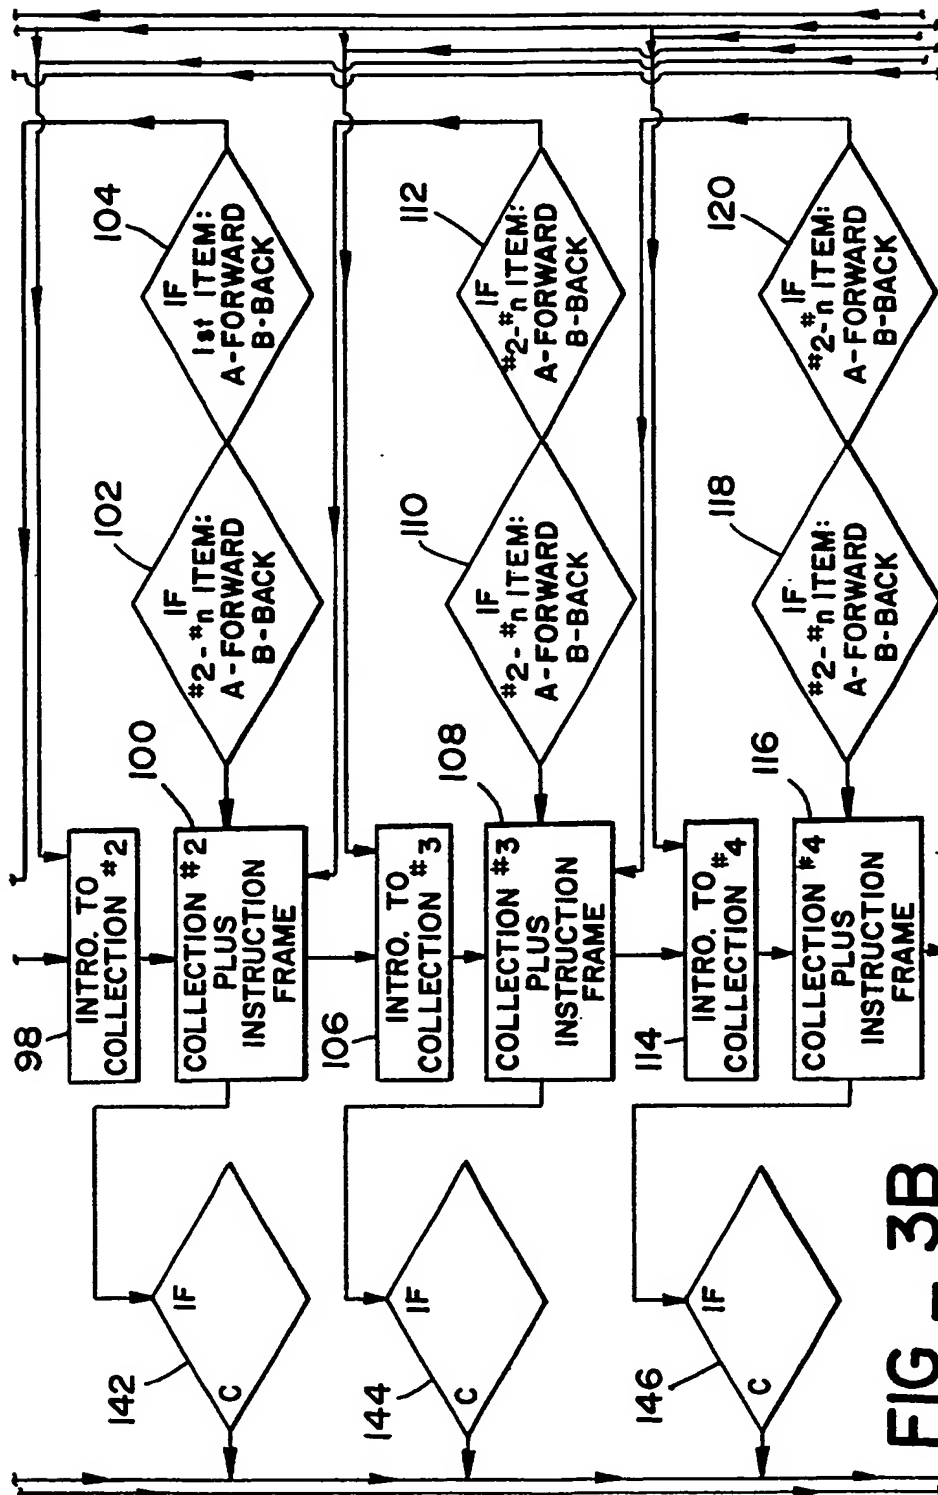 142
IF
C
98
INTRO. TO
COLLECTION #2
100
COLLECTION #2
PLUS
INSTRUCTION
FRAME
102
IF
#2-#n ITEM:
A-FORWARD
B-BACK
104
IF
1st ITEM:
A-FORWARD
B-BACK
144
IF
C
106
INTRO. TO
COLLECTION #3
108
COLLECTION #3
PLUS
INSTRUCTION
FRAME
110
IF
#2-#n ITEM:
A-FORWARD
B-BACK
112
IF
#2-#n ITEM:
A-FORWARD
B-BACK
146
IF
C
114
INTRO. TO
COLLECTION #4
116
COLLECTION #4
PLUS
INSTRUCTION
FRAME
118
IF
#2-#n ITEM:
A-FORWARD
B-BACK
120
IF
#2-#n ITEM:
A-FORWARD
B-BACK
FIG _ 3B